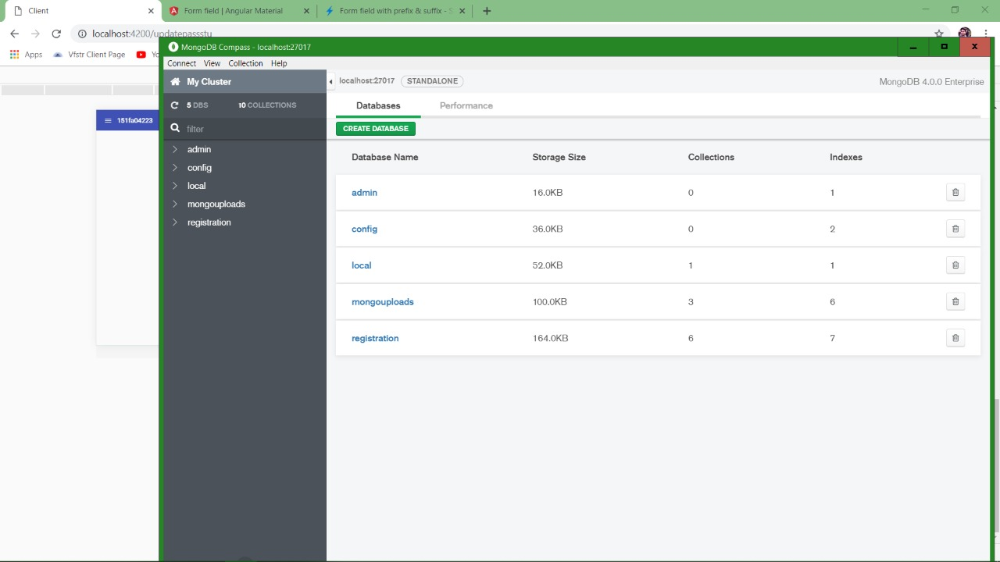 Client
Form field | Angular Material
Form field with prefix & suffix - S
localhost:4200/updatepassstu
Apps
Vfstr Client Page
MongoDB Compass - localhost:27017
Connect View Collection Help
My Cluster
localhost:27017
STANDALONE
MongoDB 4.0.0 Enterprise
5 DBS
10 COLLECTIONS
Databases
Performance
filter
CREATE DATABASE
151fa04223
admin
config
local
mongouploads
registration
Database Name Storage Size Collections Indexes
admin 16.0KB 0 1
config 36.0KB 0 2
local 52.0KB 1 1
mongouploads 100.0KB 3 6
registration 164.0KB 6 7